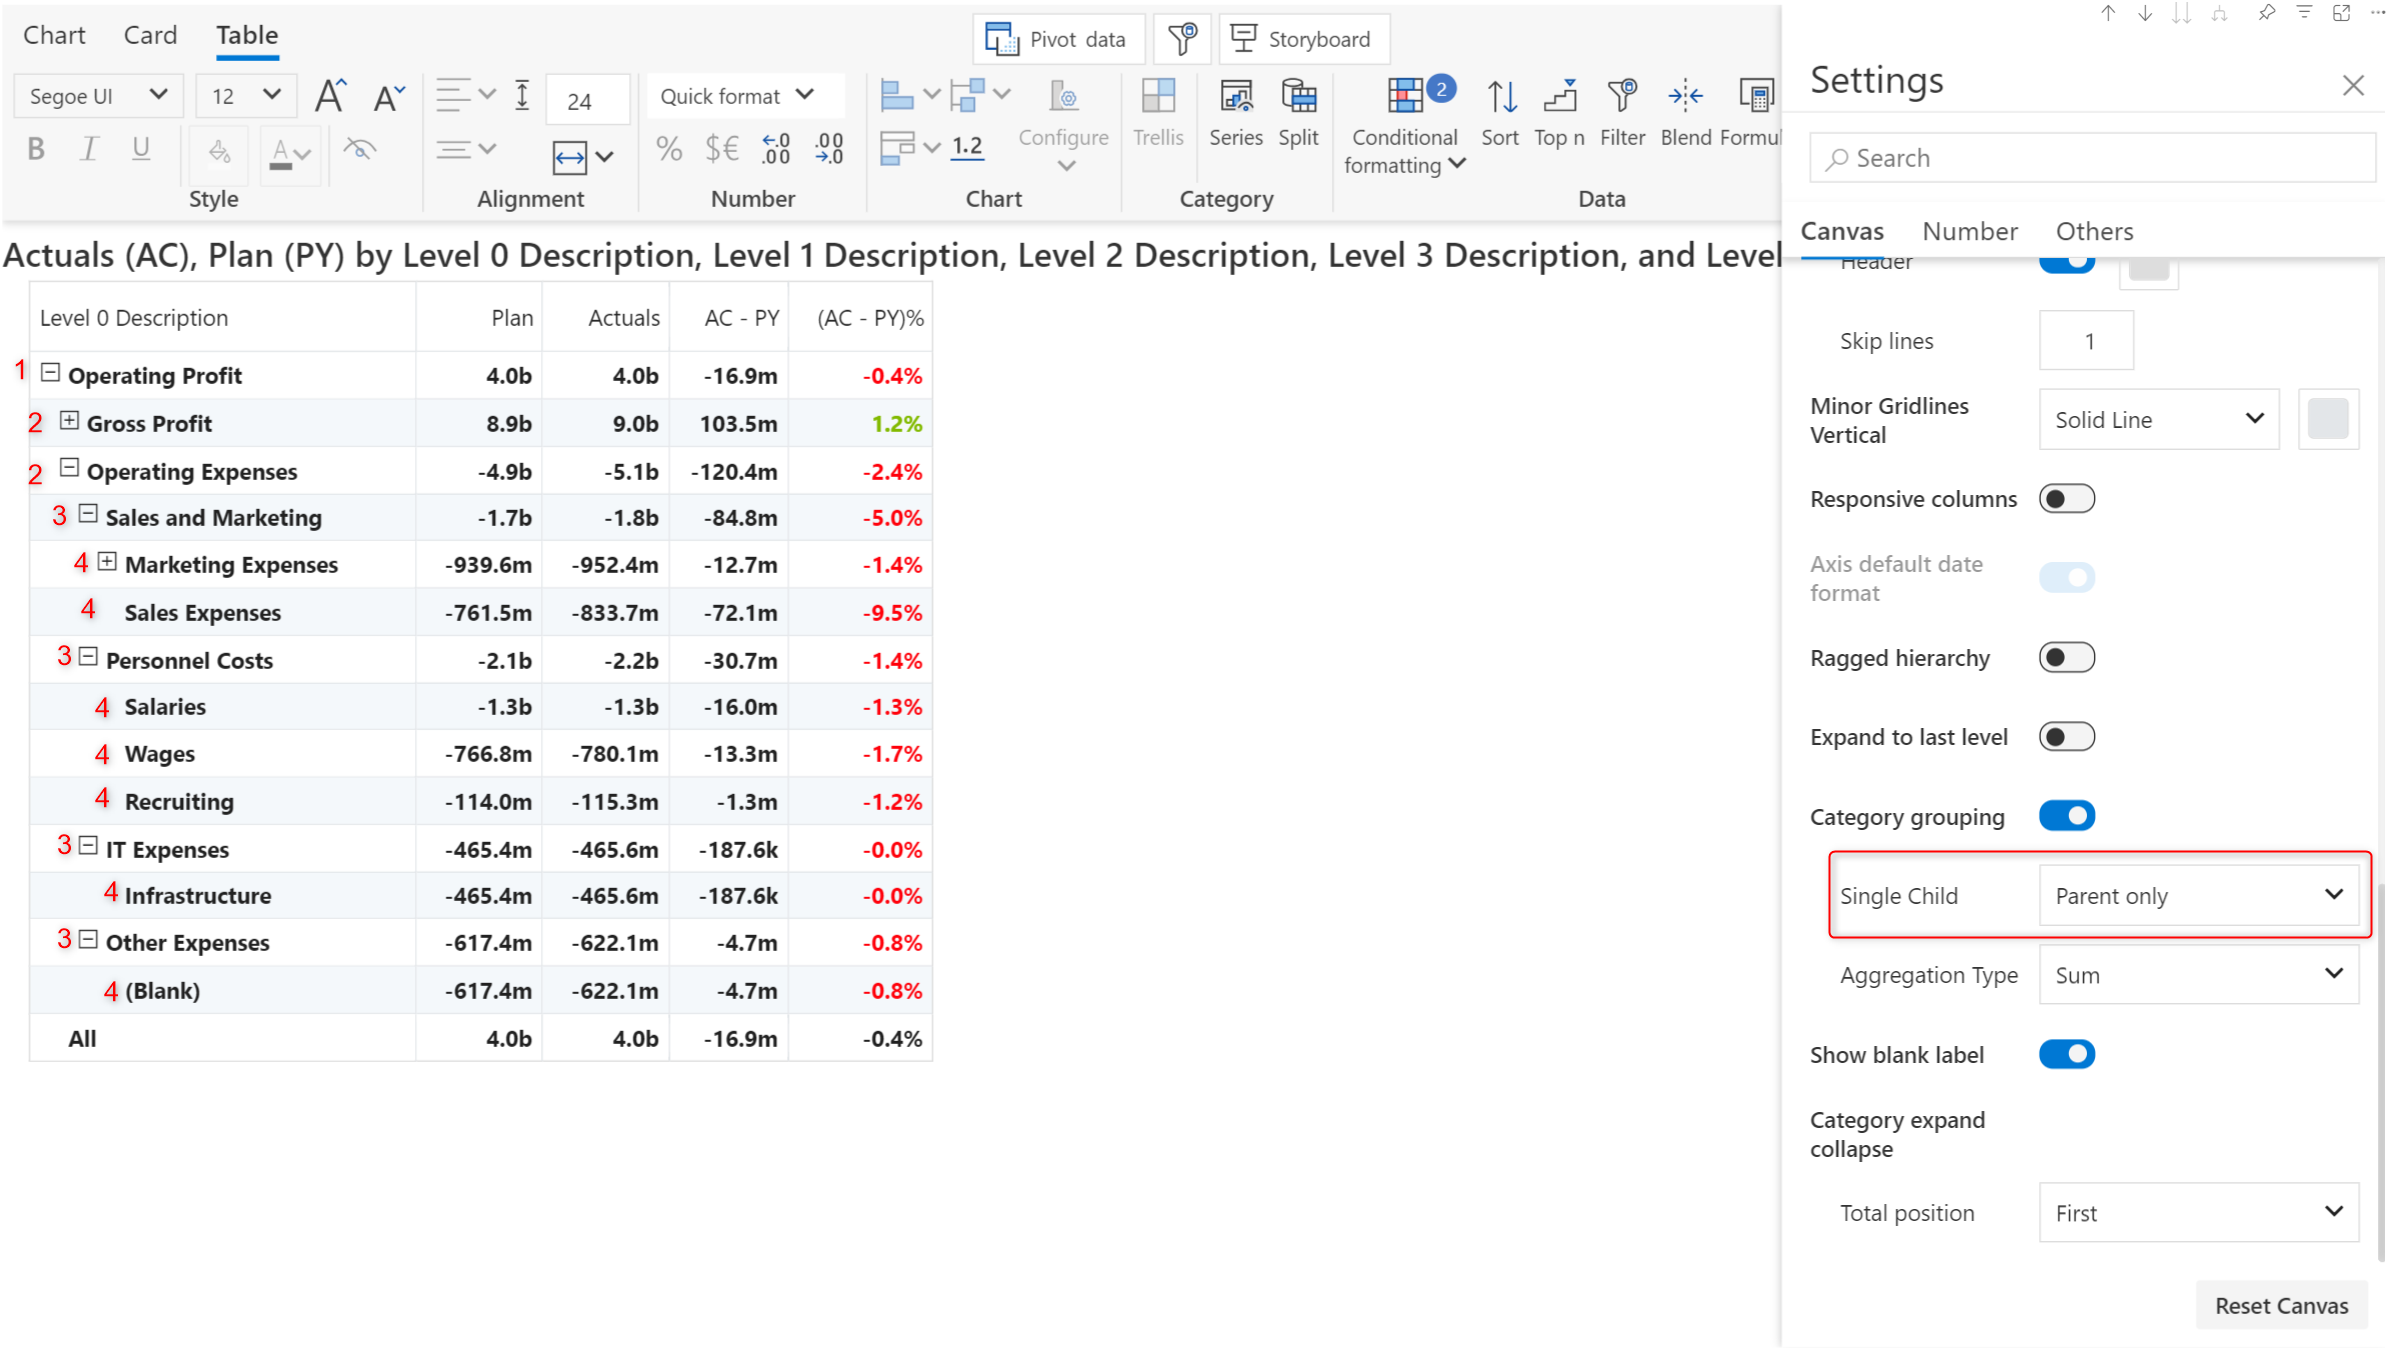 Chart Card Table
Pivot data
Storyboard
Segoe UI
12
24
Quick format
B I U A
% $€ .0 .00 .00 .0
1.2
Configure
Trellis
Series
Split
2
Conditional
formatting
Sort
Top n
Filter
Blend
Style
Alignment
Number
Chart
Category
Data
Actuals (AC), Plan (PY) by Level 0 Description, Level 1 Description, Level 2 Description, Level 3 Description, and Level
Level 0 Description Plan Actuals AC - PY (AC - PY)%
1 Operating Profit 4.0b 4.0b -16.9m -0.4%
2 Gross Profit 8.9b 9.0b 103.5m 1.2%
2 Operating Expenses -4.9b -5.1b -120.4m -2.4%
3 Sales and Marketing -1.7b -1.8b -84.8m -5.0%
4 Marketing Expenses -939.6m -952.4m -12.7m -1.4%
4 Sales Expenses -761.5m -833.7m -72.1m -9.5%
3 Personnel Costs -2.1b -2.2b -30.7m -1.4%
4 Salaries -1.3b -1.3b -16.0m -1.3%
4 Wages -766.8m -780.1m -13.3m -1.7%
4 Recruiting -114.0m -115.3m -1.3m -1.2%
3 IT Expenses -465.4m -465.6m -187.6k -0.0%
4 Infrastructure -465.4m -465.6m -187.6k -0.0%
3 Other Expenses -617.4m -622.1m -4.7m -0.8%
4 (Blank) -617.4m -622.1m -4.7m -0.8%
All 4.0b 4.0b -16.9m -0.4%
Settings
Search
Canvas Number Others
Header
Skip lines 1
Minor Gridlines
Vertical
Solid Line
Responsive columns
Axis default date
format
Ragged hierarchy
Expand to last level
Category grouping
Single Child Parent only
Aggregation Type Sum
Show blank label
Category expand
collapse
Total position First
Reset Canvas